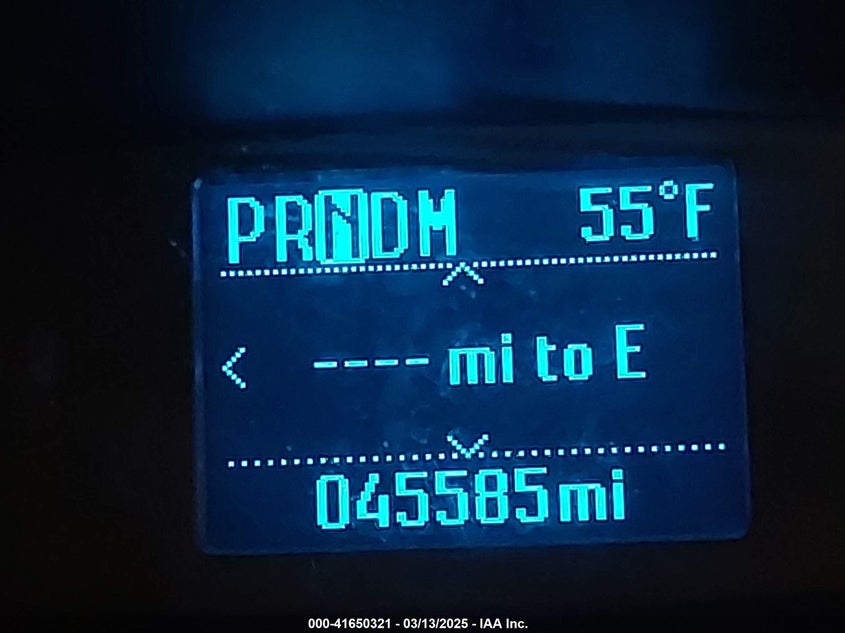 PRNDM 55°F
< ---- mi to E
045585mi
000-41650321 - 03/13/2025 - IAA Inc.